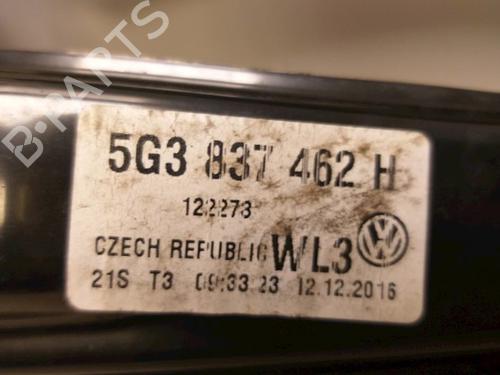 B-PARTS
5G3 837 462 H
122273
CZECH REPUBLIC WL3
21S T3 09:33:23 12.12.2016